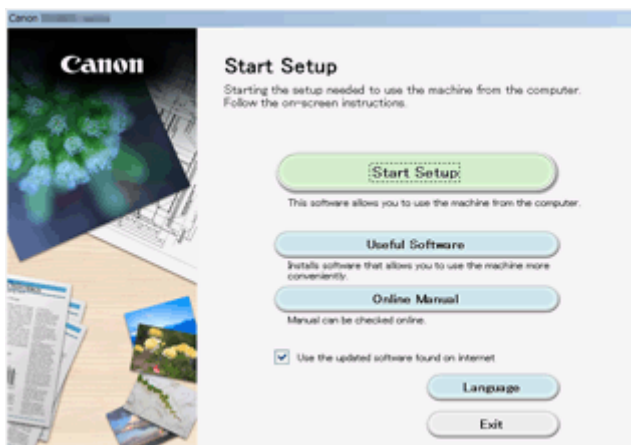 Canon
Canon
Start Setup
Starting the setup needed to use the machine from the computer.
Follow the on-screen instructions.
Start Setup
This software allows you to use the machine from the computer.
Useful Software
Installs software that allows you to use the machine more
conveniently.
Online Manual
Manual can be checked online.
Use the updated software found on internet
Language
Exit